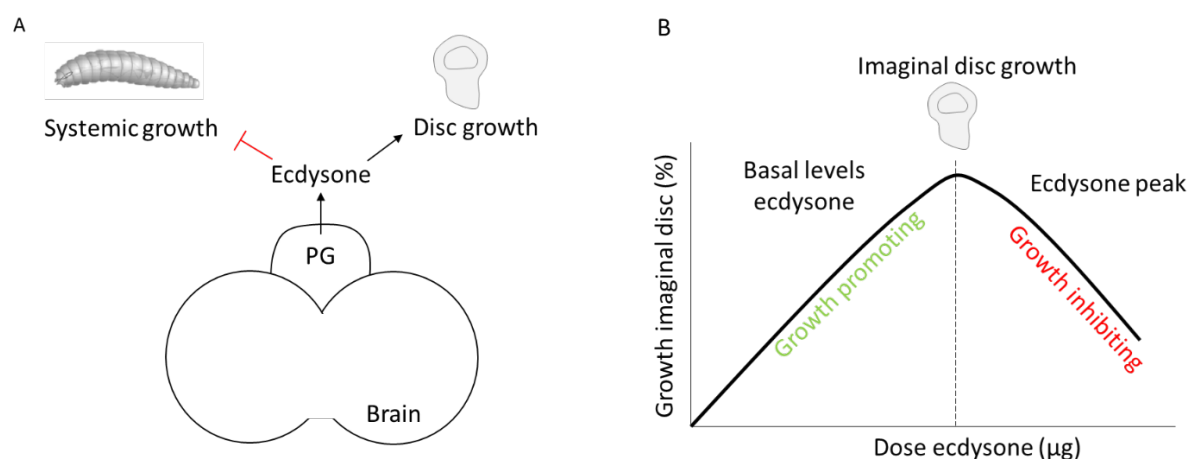 A
Systemic growth
Disc growth
Ecdysone
PG
Brain
B
Imaginal disc growth
Basal levels
ecdysone
Ecdysone peak
Growth promoting
Growth inhibiting
Growth imaginal disc (%)
Dose ecdysone (µg)